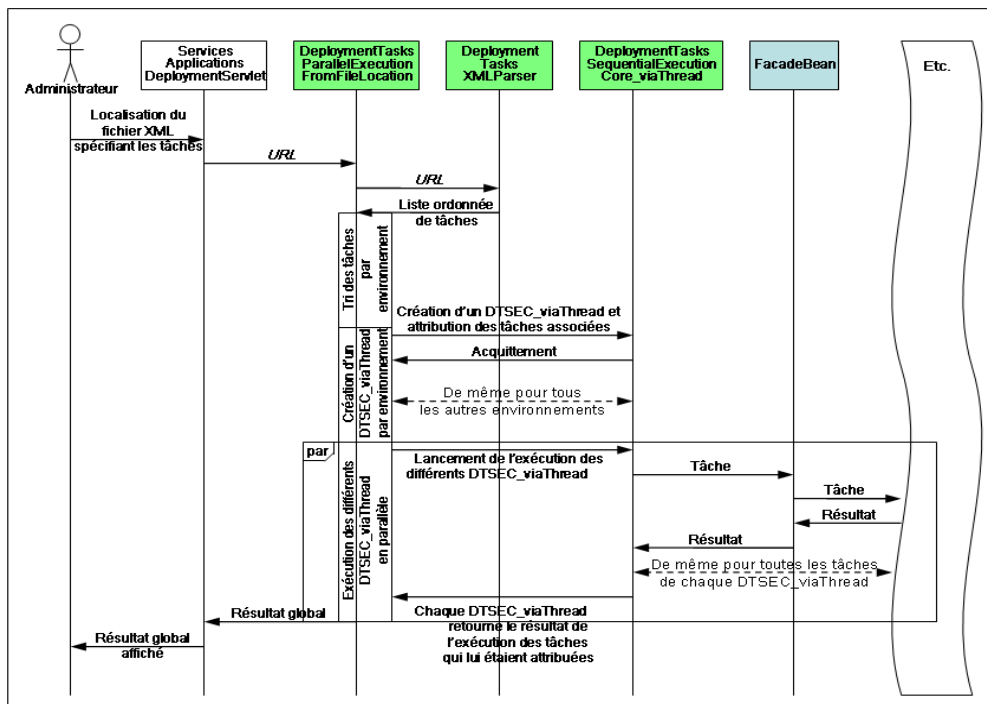 Administrateur
Services
Applications
DeploymentServlet
DeploymentTasks
ParallelExecution
FromFileLocation
Deployment
Tasks
XMLParser
DeploymentTasks
SequentialExecution
Core_viaThread
FacadeBean
Etc.
Localisation du
fichier XML
spécifiant les tâches
URL
URL
Liste ordonnée
de tâches
Tri des tâches
par
environnement
Création d'un DTSEC_viaThread et
attribution des tâches associées
Acquittement
Création d'un
DTSEC_viaThread
par environnement
De même pour tous
les autres environnements
par
Lancement de l'exécution des
différents DTSEC_viaThread
Exécution des différents
DTSEC_viaThread
en parallèle
Tâche
Tâche
Résultat
Résultat
De même pour toutes les tâches
de chaque DTSEC_viaThread
Chaque DTSEC_viaThread
retourne le résultat de
l'exécution des tâches
qui lui étaient attribuées
Résultat global
Résultat global
affiché